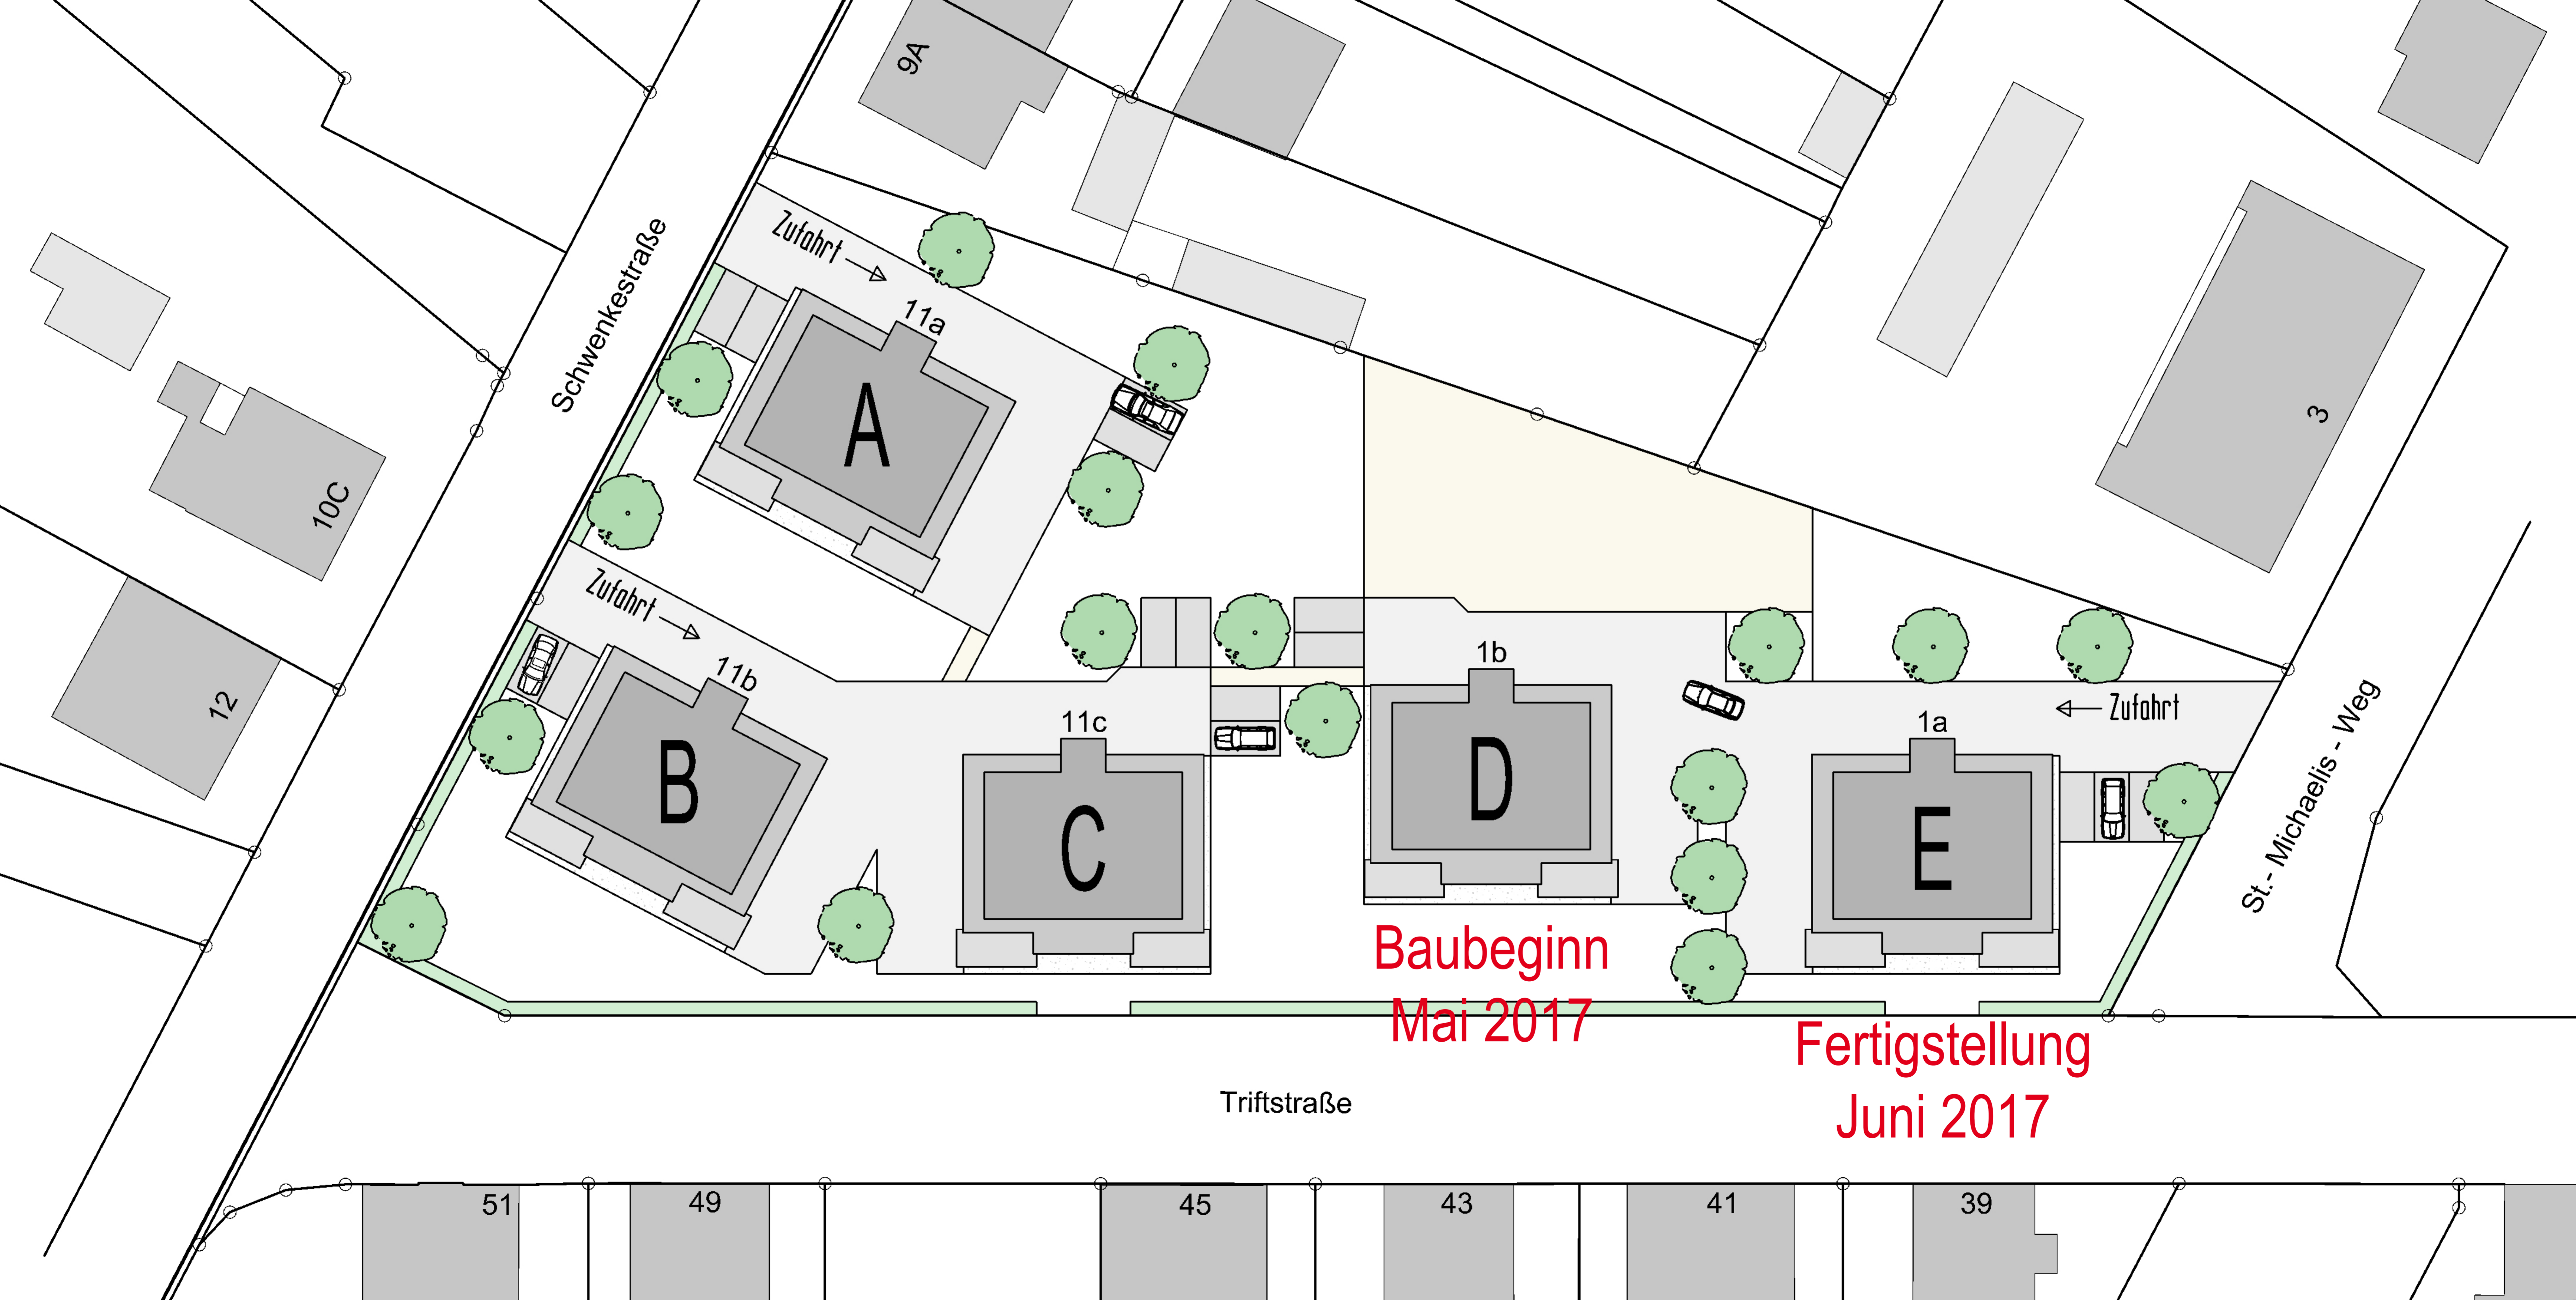 9A
Zufahrt
Schwenkestraße
11a
A
3
10C
Zufahrt
12
11b
B
11c
C
1b
D
Zufahrt
1a
E
St.- Michaelis - Weg
Baubeginn
Mai 2017
Fertigstellung
Juni 2017
Triftstraße
51
49
45
43
41
39